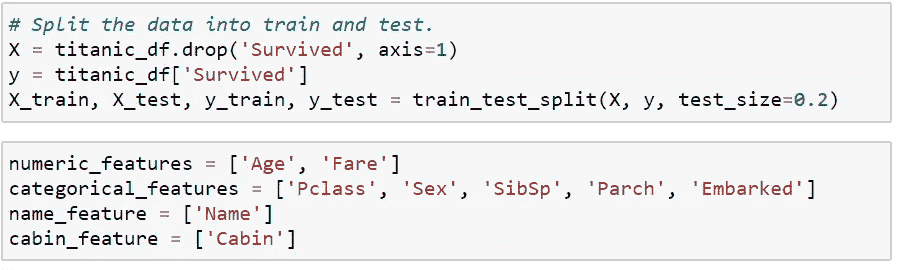 # Split the data into train and test.
X = titanic_df.drop('Survived', axis=1)
y = titanic_df['Survived']
X_train, X_test, y_train, y_test = train_test_split(X, y, test_size=0.2)
numeric_features = ['Age', 'Fare']
categorical_features = ['Pclass', 'Sex', 'SibSp', 'Parch', 'Embarked']
name_feature = ['Name']
cabin_feature = ['Cabin']